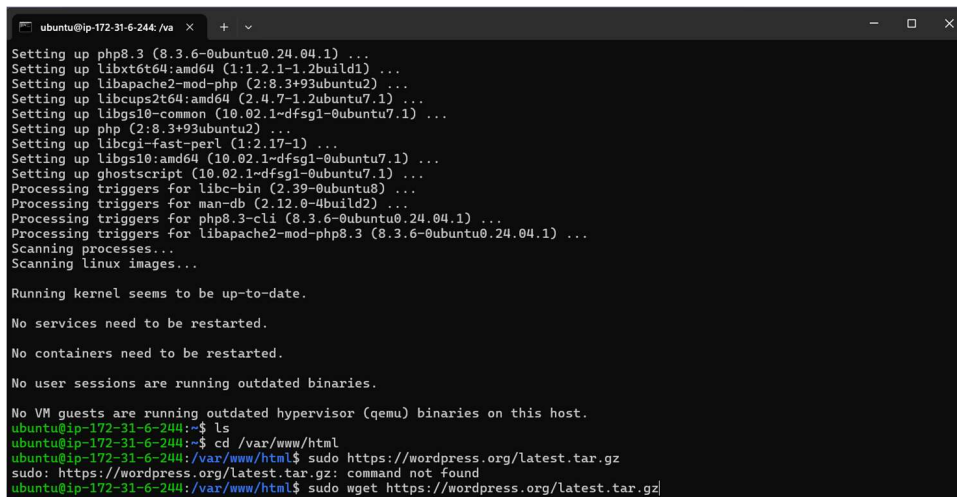 ubuntu@ip-172-31-6-244: /va
Setting up php8.3 (8.3.6-0ubuntu0.24.04.1) ...
Setting up libxt6t64:amd64 (1:1.2.1-1.2build1) ...
Setting up libapache2-mod-php (2:8.3+93ubuntu2) ...
Setting up libcups2t64:amd64 (2.4.7-1.2ubuntu7.1) ...
Setting up libgs10-common (10.02.1~dfsg1-0ubuntu7.1) ...
Setting up php (2:8.3+93ubuntu2) ...
Setting up libcgi-fast-perl (1:2.17-1) ...
Setting up libgs10:amd64 (10.02.1~dfsg1-0ubuntu7.1) ...
Setting up ghostscript (10.02.1~dfsg1-0ubuntu7.1) ...
Processing triggers for libc-bin (2.39-0ubuntu8) ...
Processing triggers for man-db (2.12.0-4build2) ...
Processing triggers for php8.3-cli (8.3.6-0ubuntu0.24.04.1) ...
Processing triggers for libapache2-mod-php8.3 (8.3.6-0ubuntu0.24.04.1) ...
Scanning processes...
Scanning linux images...
Running kernel seems to be up-to-date.
No services need to be restarted.
No containers need to be restarted.
No user sessions are running outdated binaries.
No VM guests are running outdated hypervisor (qemu) binaries on this host.
ubuntu@ip-172-31-6-244:~$ ls
ubuntu@ip-172-31-6-244:~$ cd /var/www/html
ubuntu@ip-172-31-6-244:/var/www/html$ sudo https://wordpress.org/latest.tar.gz
sudo: https://wordpress.org/latest.tar.gz: command not found
ubuntu@ip-172-31-6-244:/var/www/html$ sudo wget https://wordpress.org/latest.tar.gz